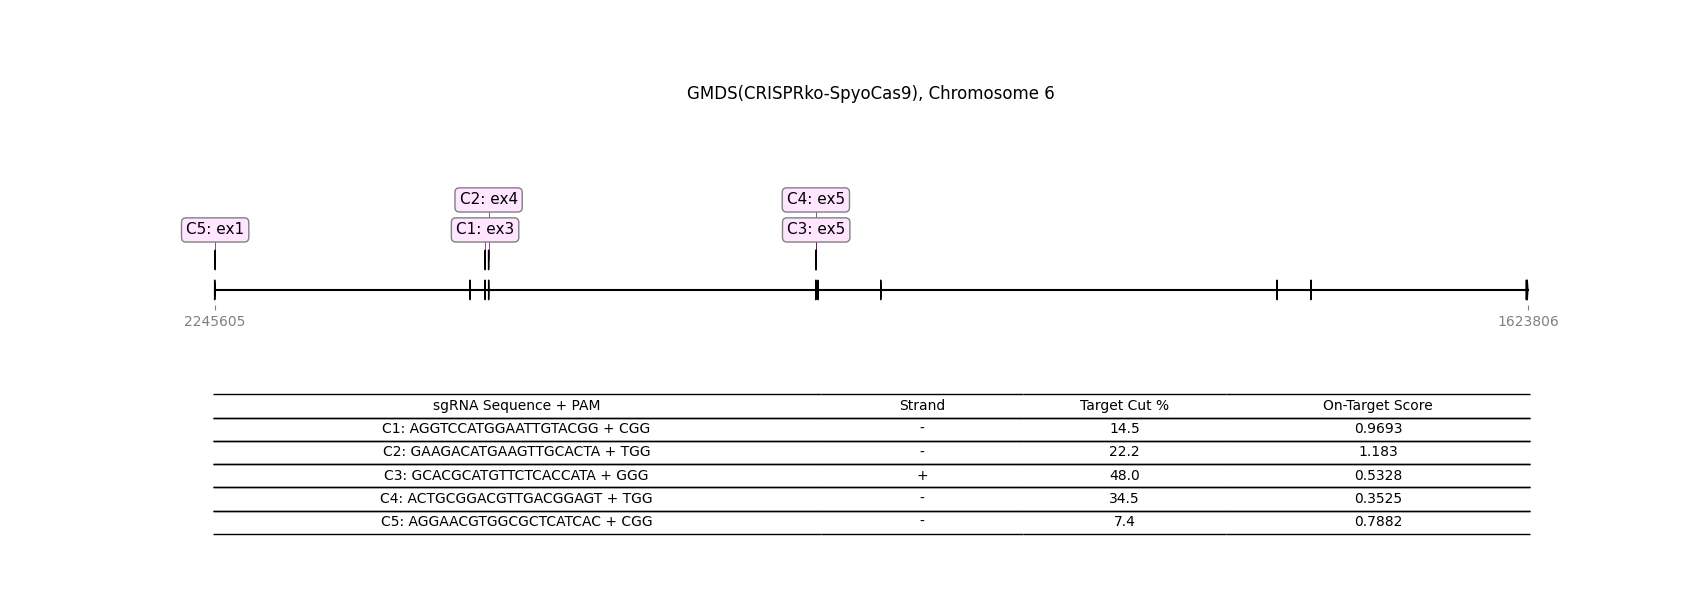 GMDS(CRISPRko-SpyoCas9), Chromosome 6
C2: ex4
C4: ex5
C5: ex1
C1: ex3
C3: ex5
2245605
1623806
sgRNA Sequence + PAM Strand Target Cut % On-Target Score
C1: AGGTCCATGGAATTGTACGG + CGG - 14.5 0.9693
C2: GAAGACATGAAGTTGCACTA + TGG - 22.2 1.183
C3: GCACGCATGTTCTCACCATA + GGG + 48.0 0.5328
C4: ACTGCGGACGTTGACGGAGT + TGG - 34.5 0.3525
C5: AGGAACGTGGCGCTCATCAC + CGG - 7.4 0.7882